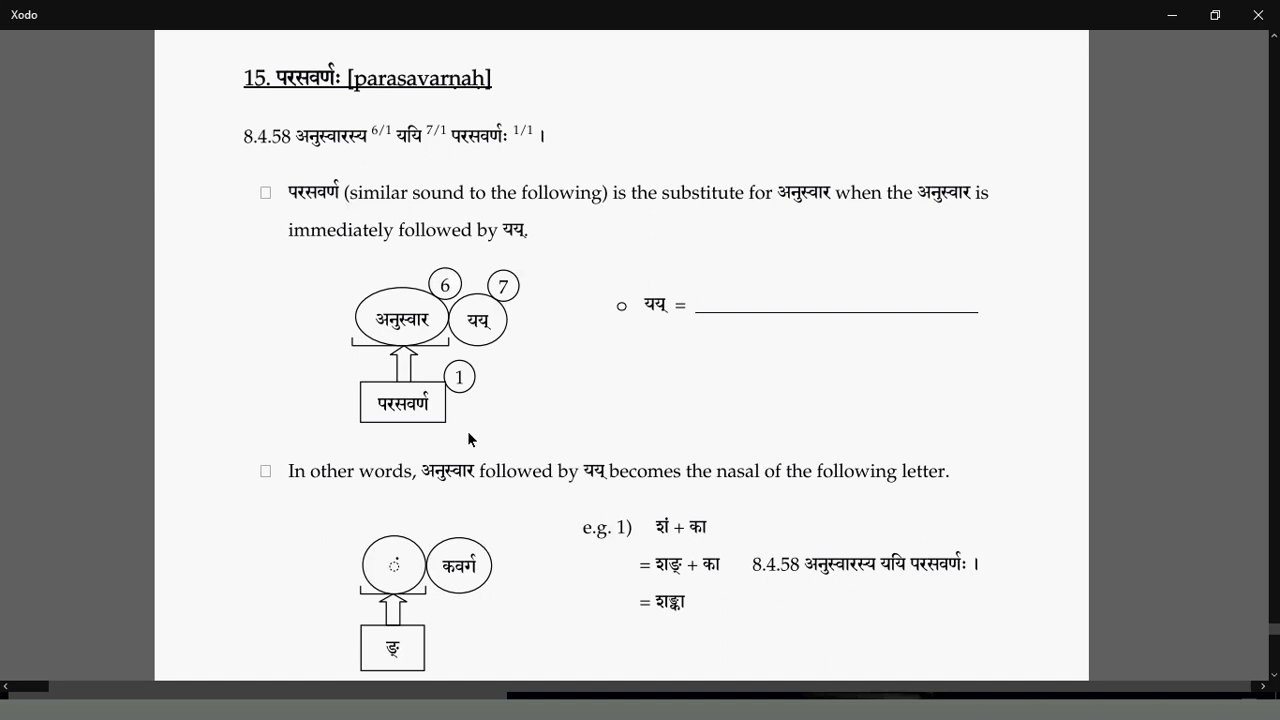 Xodo
15. परसवर्णः [parasavarṇaḥ]
8.4.58 अनुस्वारस्य 6/1 ययि 7/1 परसवर्णः 1/1 ।
परसवर्ण (similar sound to the following) is the substitute for अनुस्वार when the अनुस्वार is
immediately followed by यय्.
6 7
अनुस्वार यय्
o यय् =
1
परसवर्ण
In other words, अनुस्वार followed by यय् becomes the nasal of the following letter.
e.g. 1) शं + का
ं कवर्ग
= शङ् + का 8.4.58 अनुस्वारस्य ययि परसवर्णः ।
= शङ्का
ङ्